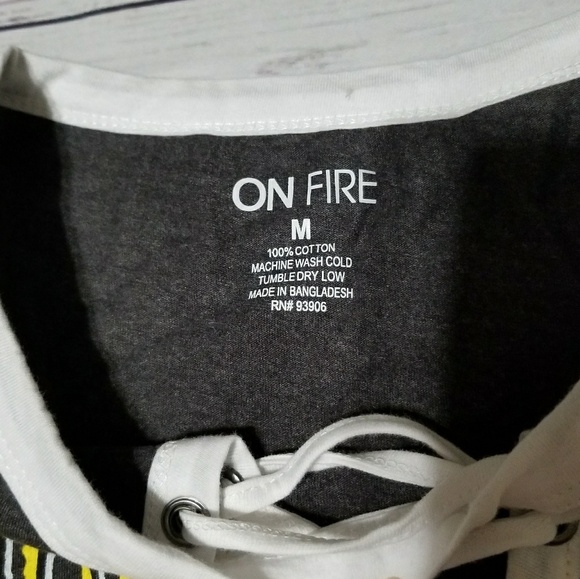 ON FIRE
M
100% COTTON
MACHINE WASH COLD
TUMBLE DRY LOW
MADE IN BANGLADESH
RN# 93906